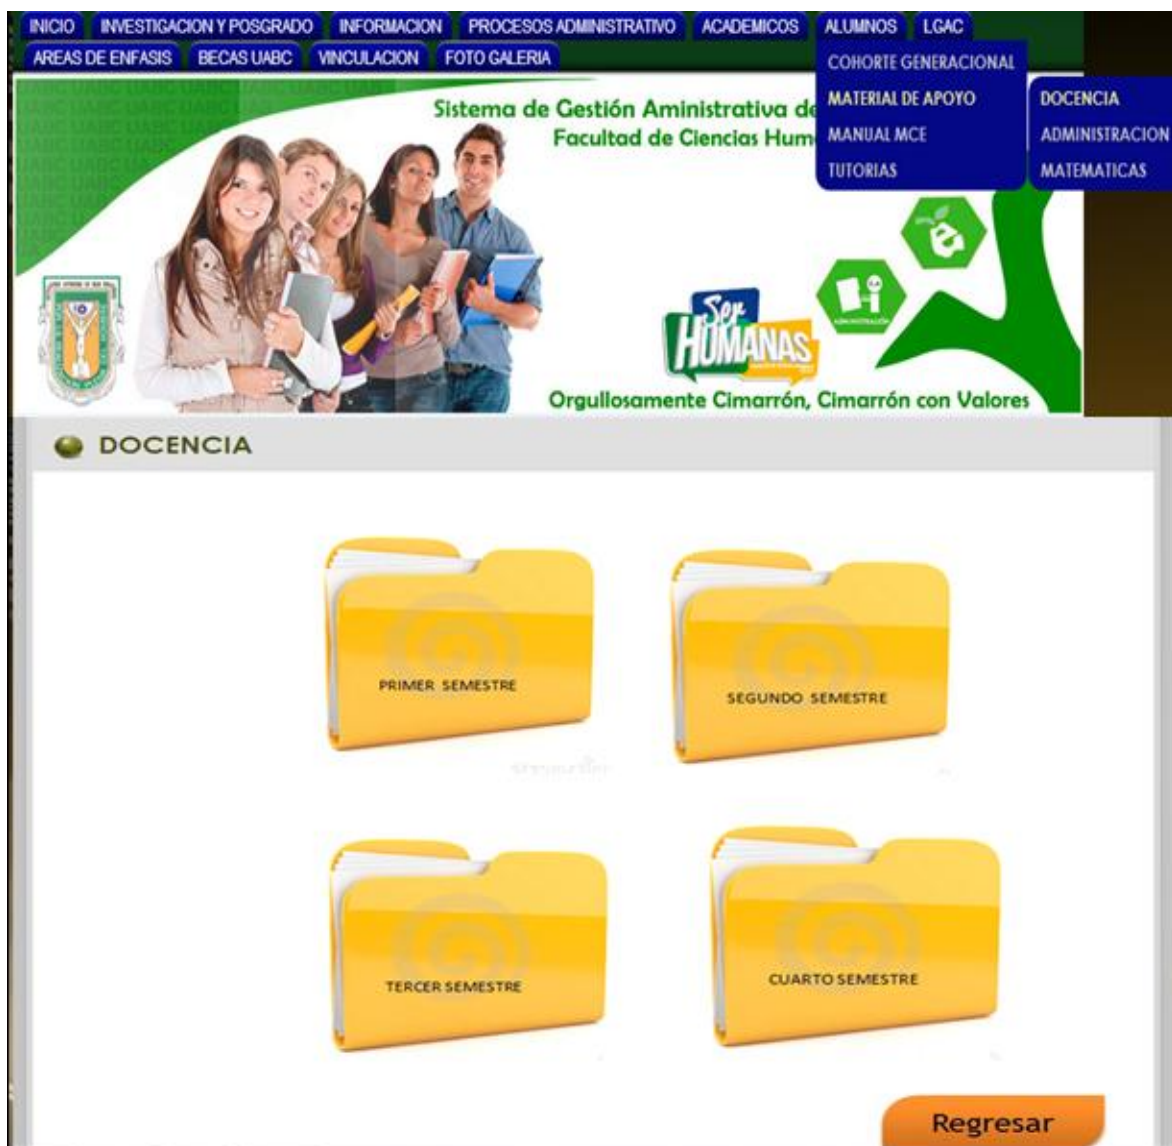 INICIO INVESTIGACION Y POSGRADO INFORMACION PROCESOS ADMINISTRATIVO ACADEMICOS ALUMNOS LGAC
AREAS DE ENFASIS BECAS UABC VINCULACION FOTO GALERIA
COHORTE GENERACIONAL
MATERIAL DE APOYO
MANUAL MCE
TUTORIAS
DOCENCIA
ADMINISTRACION
MATEMATICAS
Sistema de Gestión Aministrativa de
Facultad de Ciencias Hum
Ser
HUMANAS
ADMINISTRACIÓN
Orgullosamente Cimarrón, Cimarrón con Valores
DOCENCIA
PRIMER SEMESTRE
SEGUNDO SEMESTRE
TERCER SEMESTRE
CUARTO SEMESTRE
Regresar